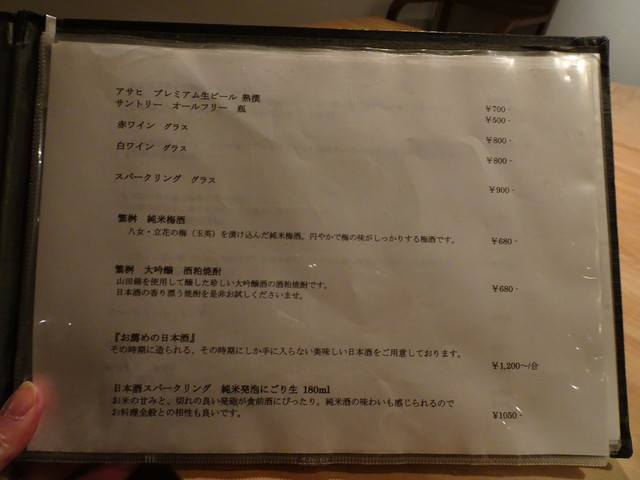 アサヒ プレミアム生ビール 熟撰 ￥700-
サントリー オールフリー 瓶 ￥500-
赤ワイン グラス ￥800-
白ワイン グラス ￥800-
スパークリング グラス ￥900-
繁桝 純米梅酒
八女・立花の梅（玉英）を漬け込んだ純米梅酒。円やかで梅の味がしっかりする梅酒です。 ￥680-
繁桝 大吟醸 酒粕焼酎
山田錦を使用して醸した珍しい大吟醸酒の酒粕焼酎です。 ￥680-
日本酒の香り漂う焼酎を是非お試しくださいませ。
『お薦めの日本酒』
その時期に造られる、その時期にしか手に入らない美味しい日本酒をご用意しております。
￥1,200～/合
日本酒スパークリング 純米発泡にごり生 180ml
お米の甘みと、切れの良い発砲が食前酒にぴったり。純米酒の味わいも感じられるので
お料理全般との相性も良いです。 ￥1050-